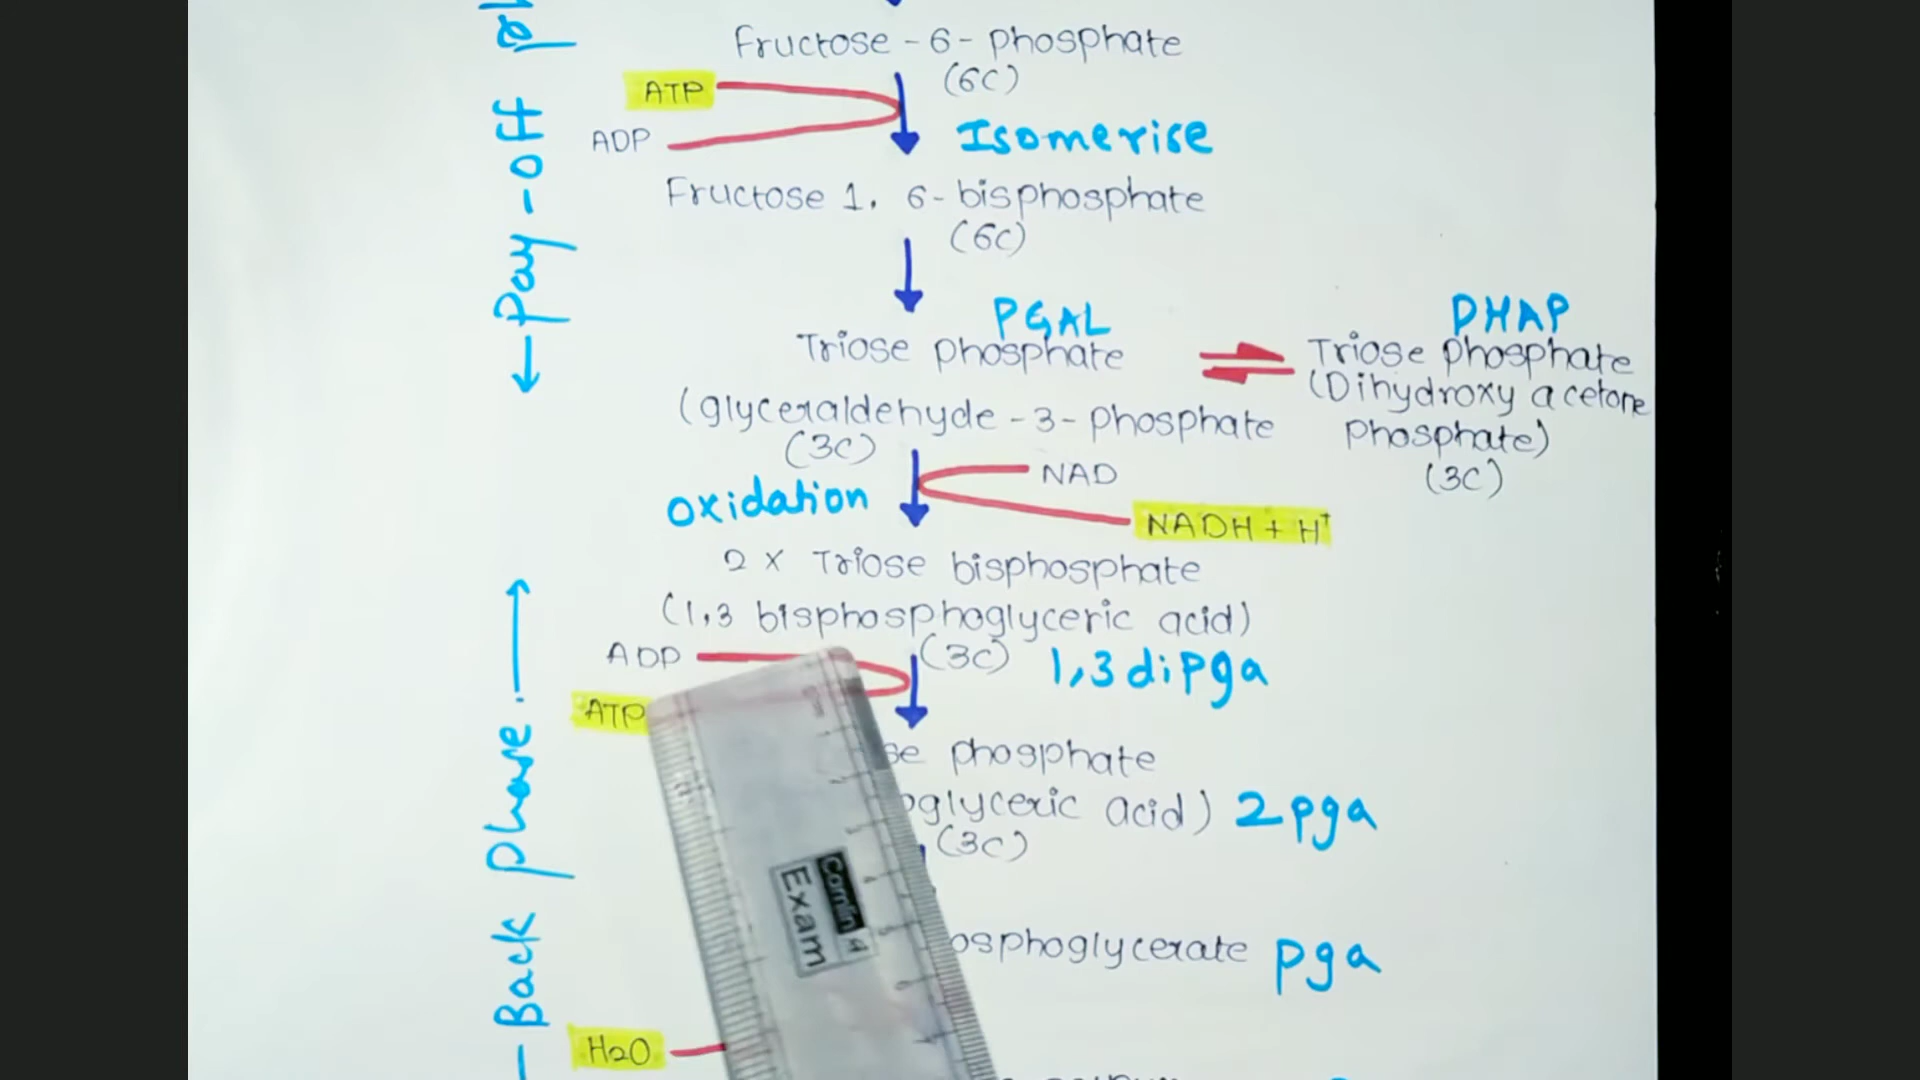 Fructose - 6 - phosphate
(6C)
ATP
ADP
Isomerise
Fructose 1, 6 - bisphosphate
(6C)
← Pay - off
PGAL
DHAP
Triose phosphate
Triose phosphate
(Dihydroxy acetone
phosphate)
(3C)
(glyceraldehyde - 3 - phosphate
(3C)
NAD
oxidation
NADH + H+
2 x Triose bisphosphate
(1,3 bisphosphoglyceric acid)
(3C)
1,3 dipga
ADP
ATP
phosphate
acid)
2pga
(3C)
pga
Back phase
Camlin
Exam
H2O